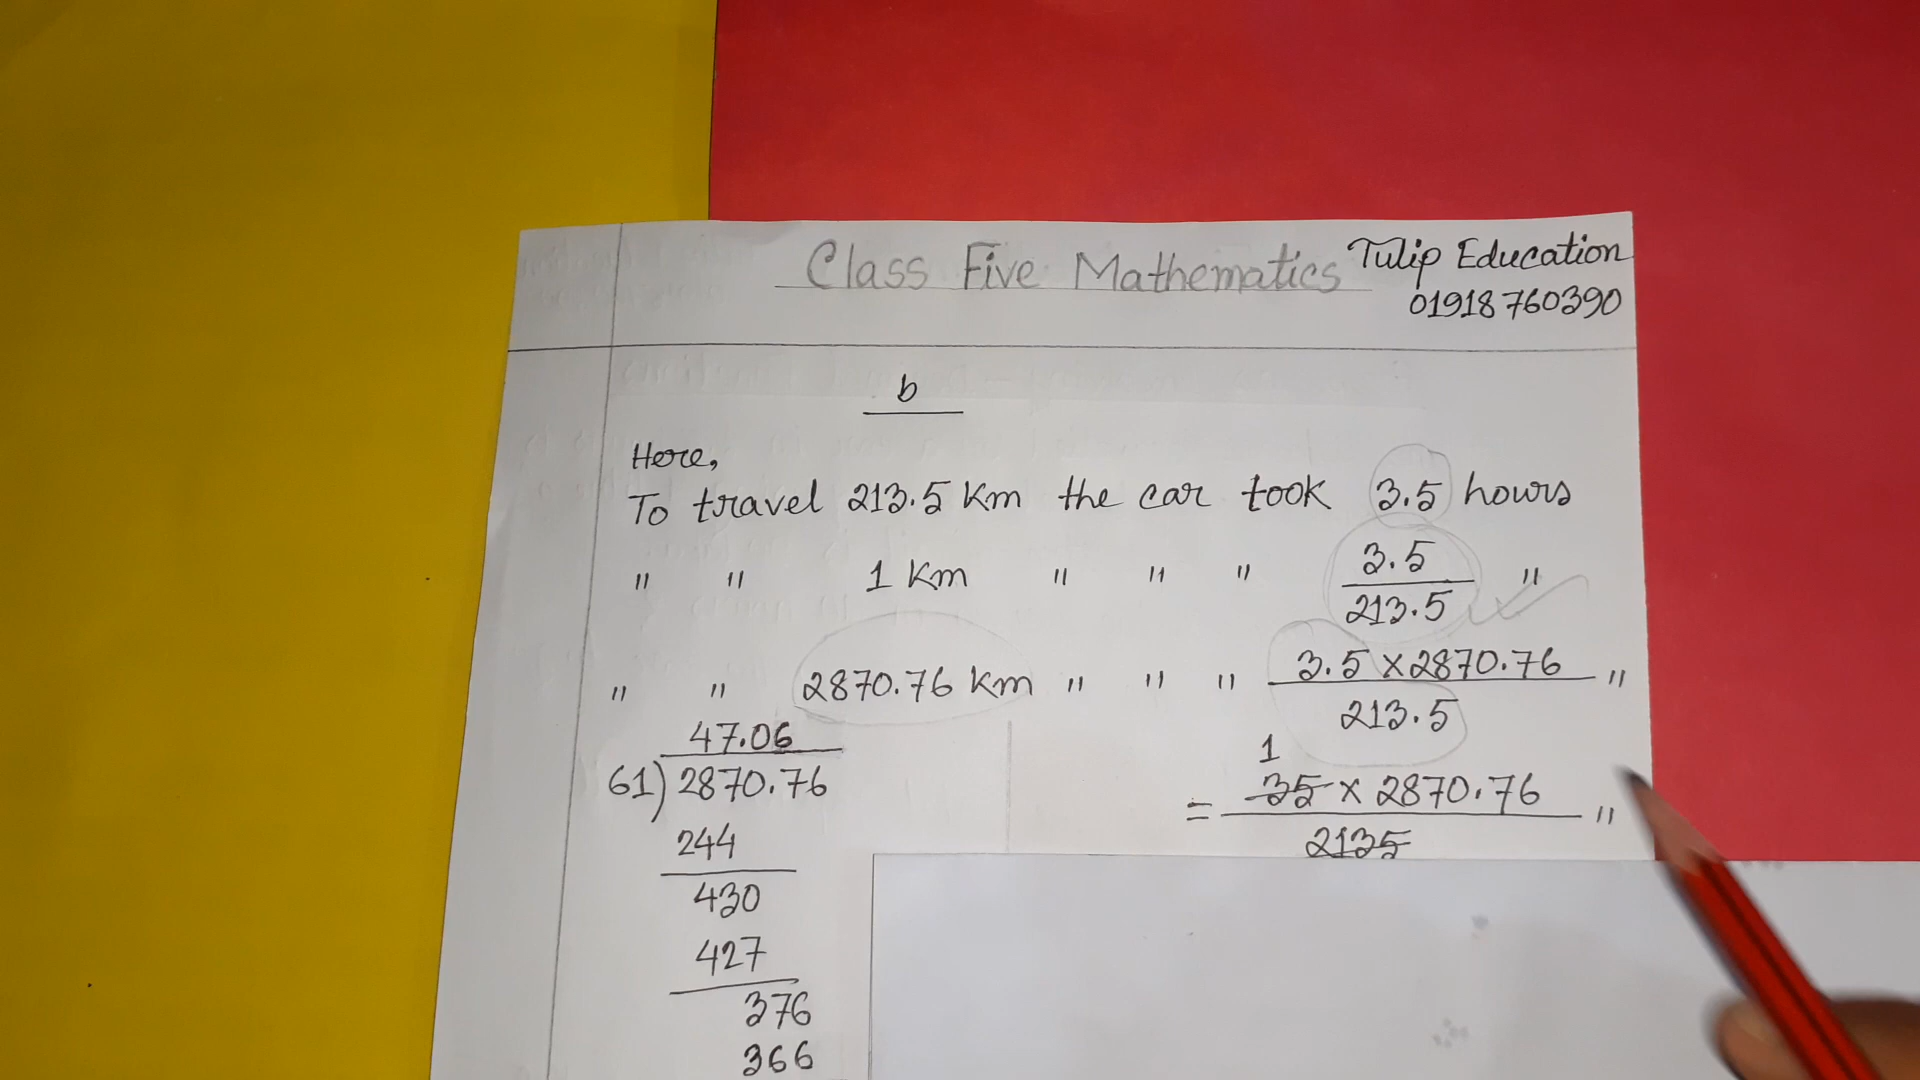 Class Five Mathematics
Tulip Education
01918760390
b
Here,
To travel 213.5 Km the car took 3.5 hours
" " 1 Km " " " 3.5/213.5 "
" " 2870.76 Km " " " 3.5 × 2870.76/213.5 "
47.06
61) 2870.76
244
430
427
376
366
1
= 35 × 2870.76/2135 "